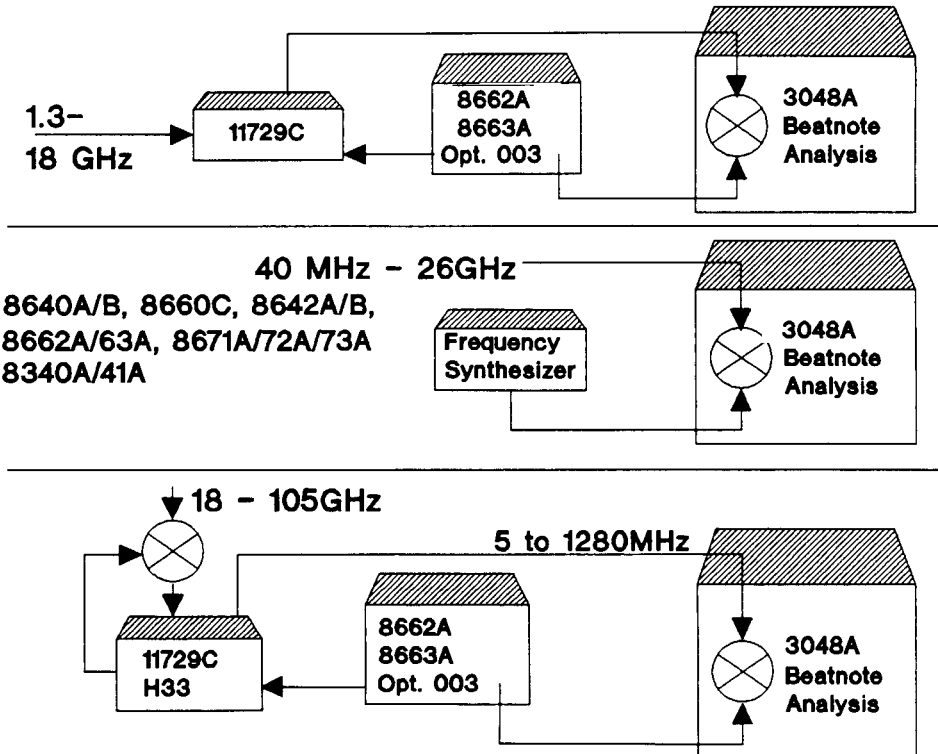 1.3-
18 GHz
11729C
8662A
8663A
Opt. 003
3048A
Beatnote
Analysis
40 MHz - 26GHz
8640A/B, 8660C, 8642A/B,
8662A/63A, 8671A/72A/73A
8340A/41A
Frequency
Synthesizer
3048A
Beatnote
Analysis
18 - 105GHz
5 to 1280MHz
11729C
H33
8662A
8663A
Opt. 003
3048A
Beatnote
Analysis